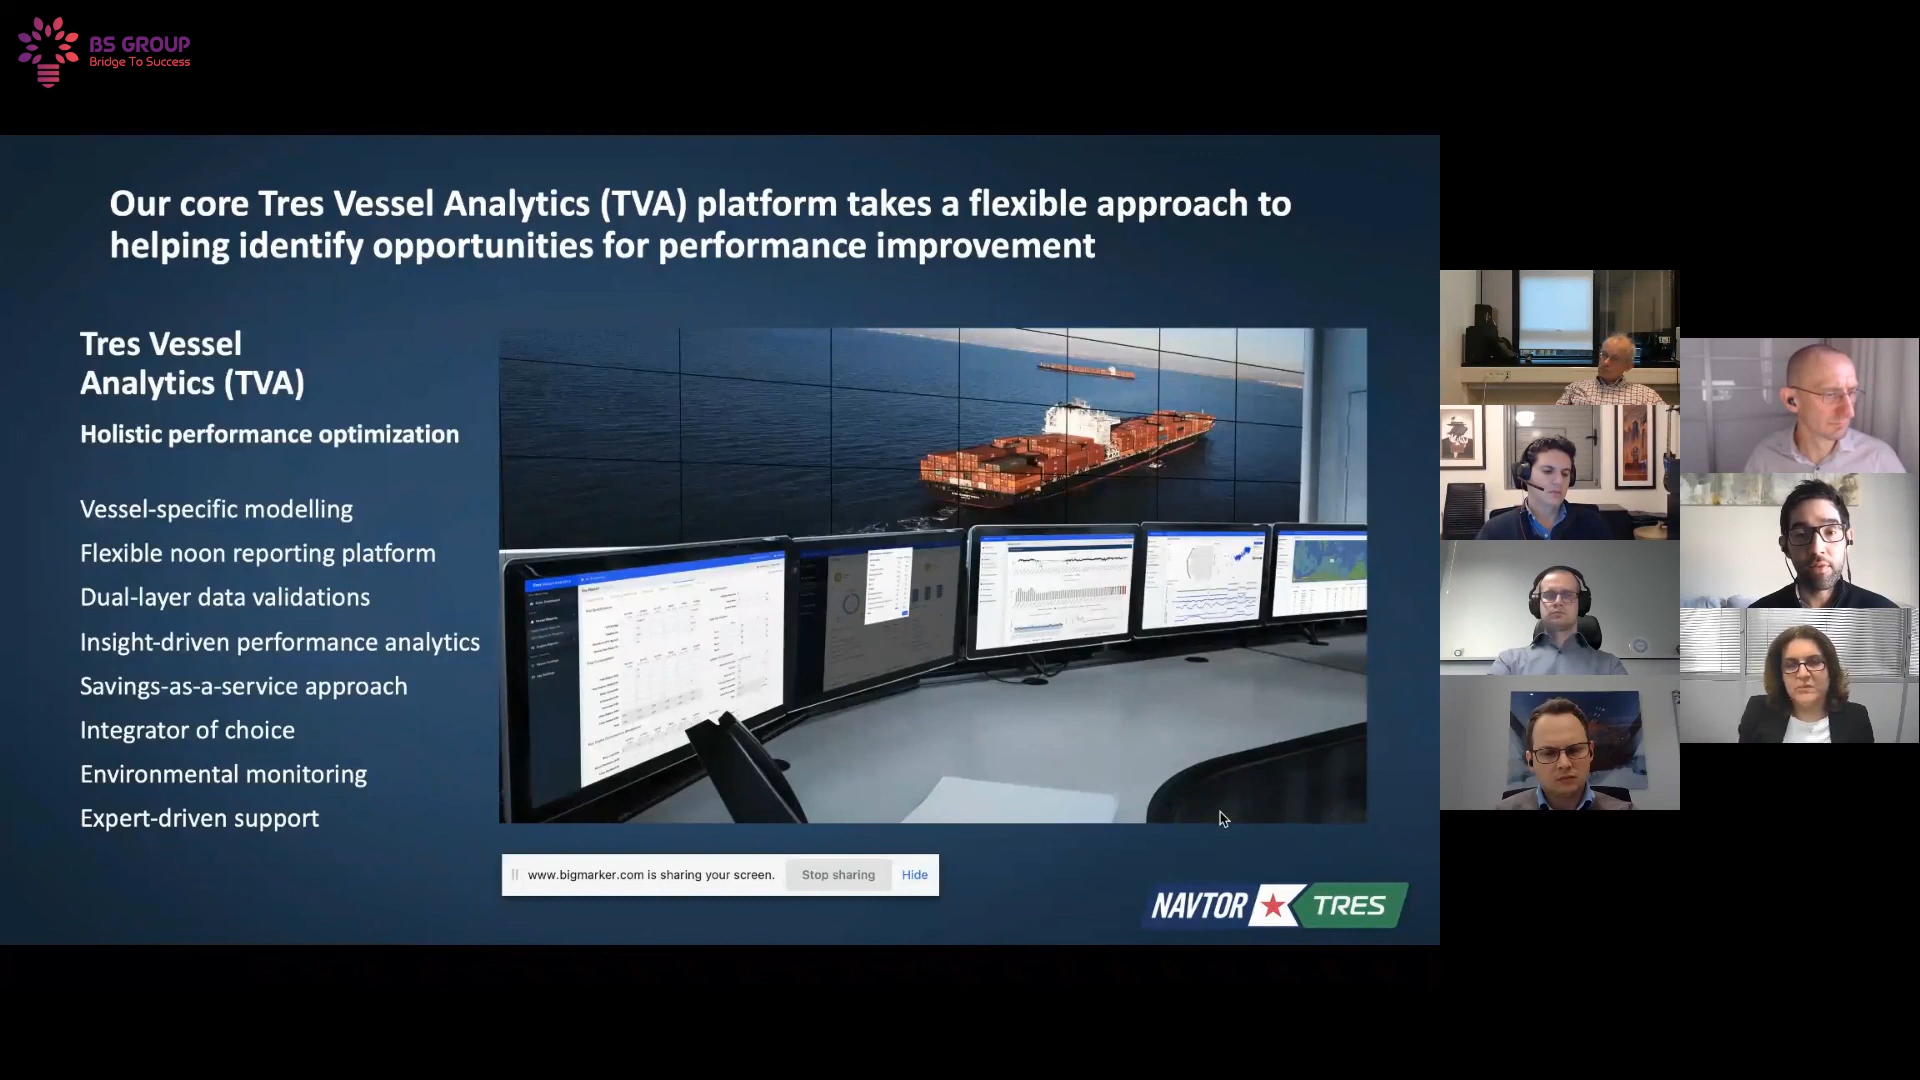 BS GROUP
Bridge To Success
Our core Tres Vessel Analytics (TVA) platform takes a flexible approach to
helping identify opportunities for performance improvement
Tres Vessel
Analytics (TVA)
Holistic performance optimization
Vessel-specific modelling
Flexible noon reporting platform
Dual-layer data validations
Insight-driven performance analytics
Savings-as-a-service approach
Integrator of choice
Environmental monitoring
Expert-driven support
www.bigmarker.com is sharing your screen.
Stop sharing
Hide
NAVTOR TRES